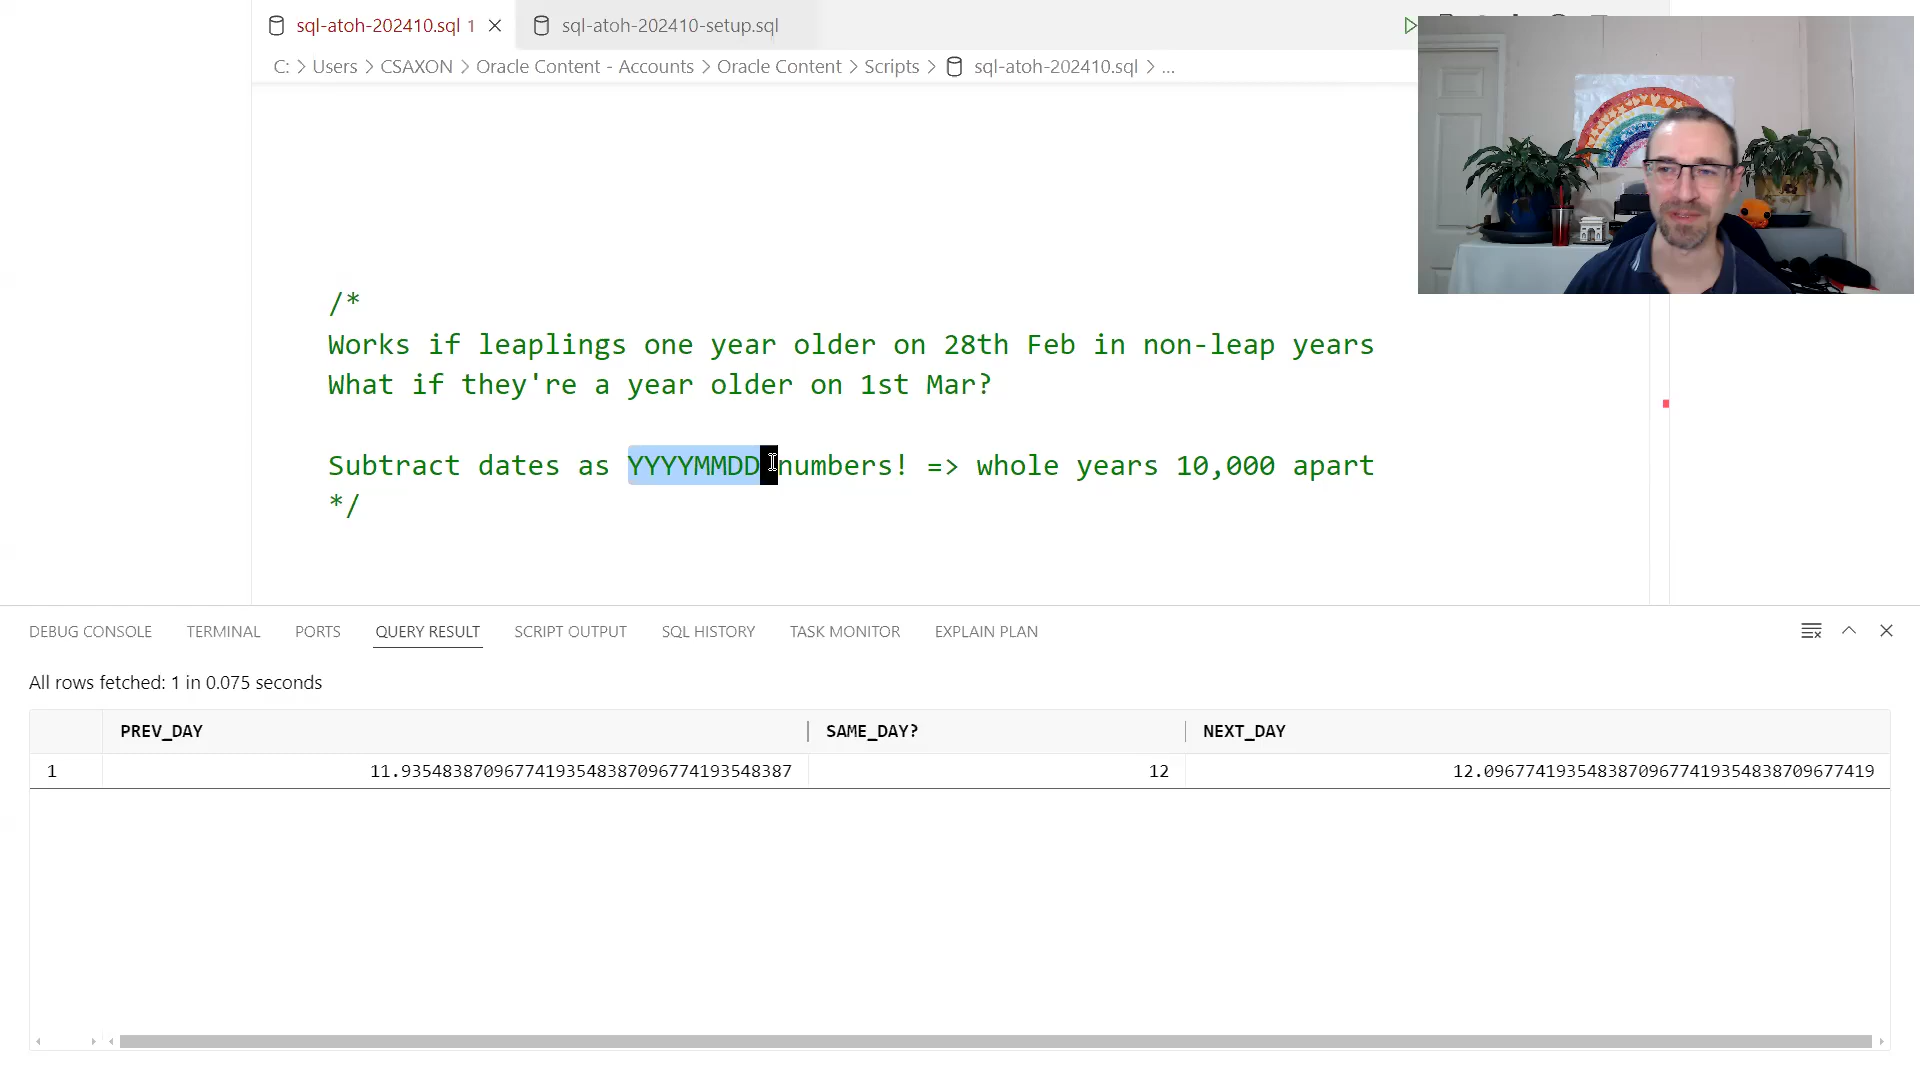 sql-atoh-202410.sql 1
sql-atoh-202410-setup.sql
C: > Users > CSAXON > Oracle Content - Accounts > Oracle Content > Scripts > sql-atoh-202410.sql > ...
/*
Works if leaplings one year older on 28th Feb in non-leap years
What if they're a year older on 1st Mar?
Subtract dates as YYYYMMDD numbers! => whole years 10,000 apart
*/
DEBUG CONSOLE TERMINAL PORTS QUERY RESULT SCRIPT OUTPUT SQL HISTORY TASK MONITOR EXPLAIN PLAN
All rows fetched: 1 in 0.075 seconds
PREV_DAY SAME_DAY? NEXT_DAY
1 11.9354838709677419354838709677419354838​7 12 12.09677419354838709677419354838709677419